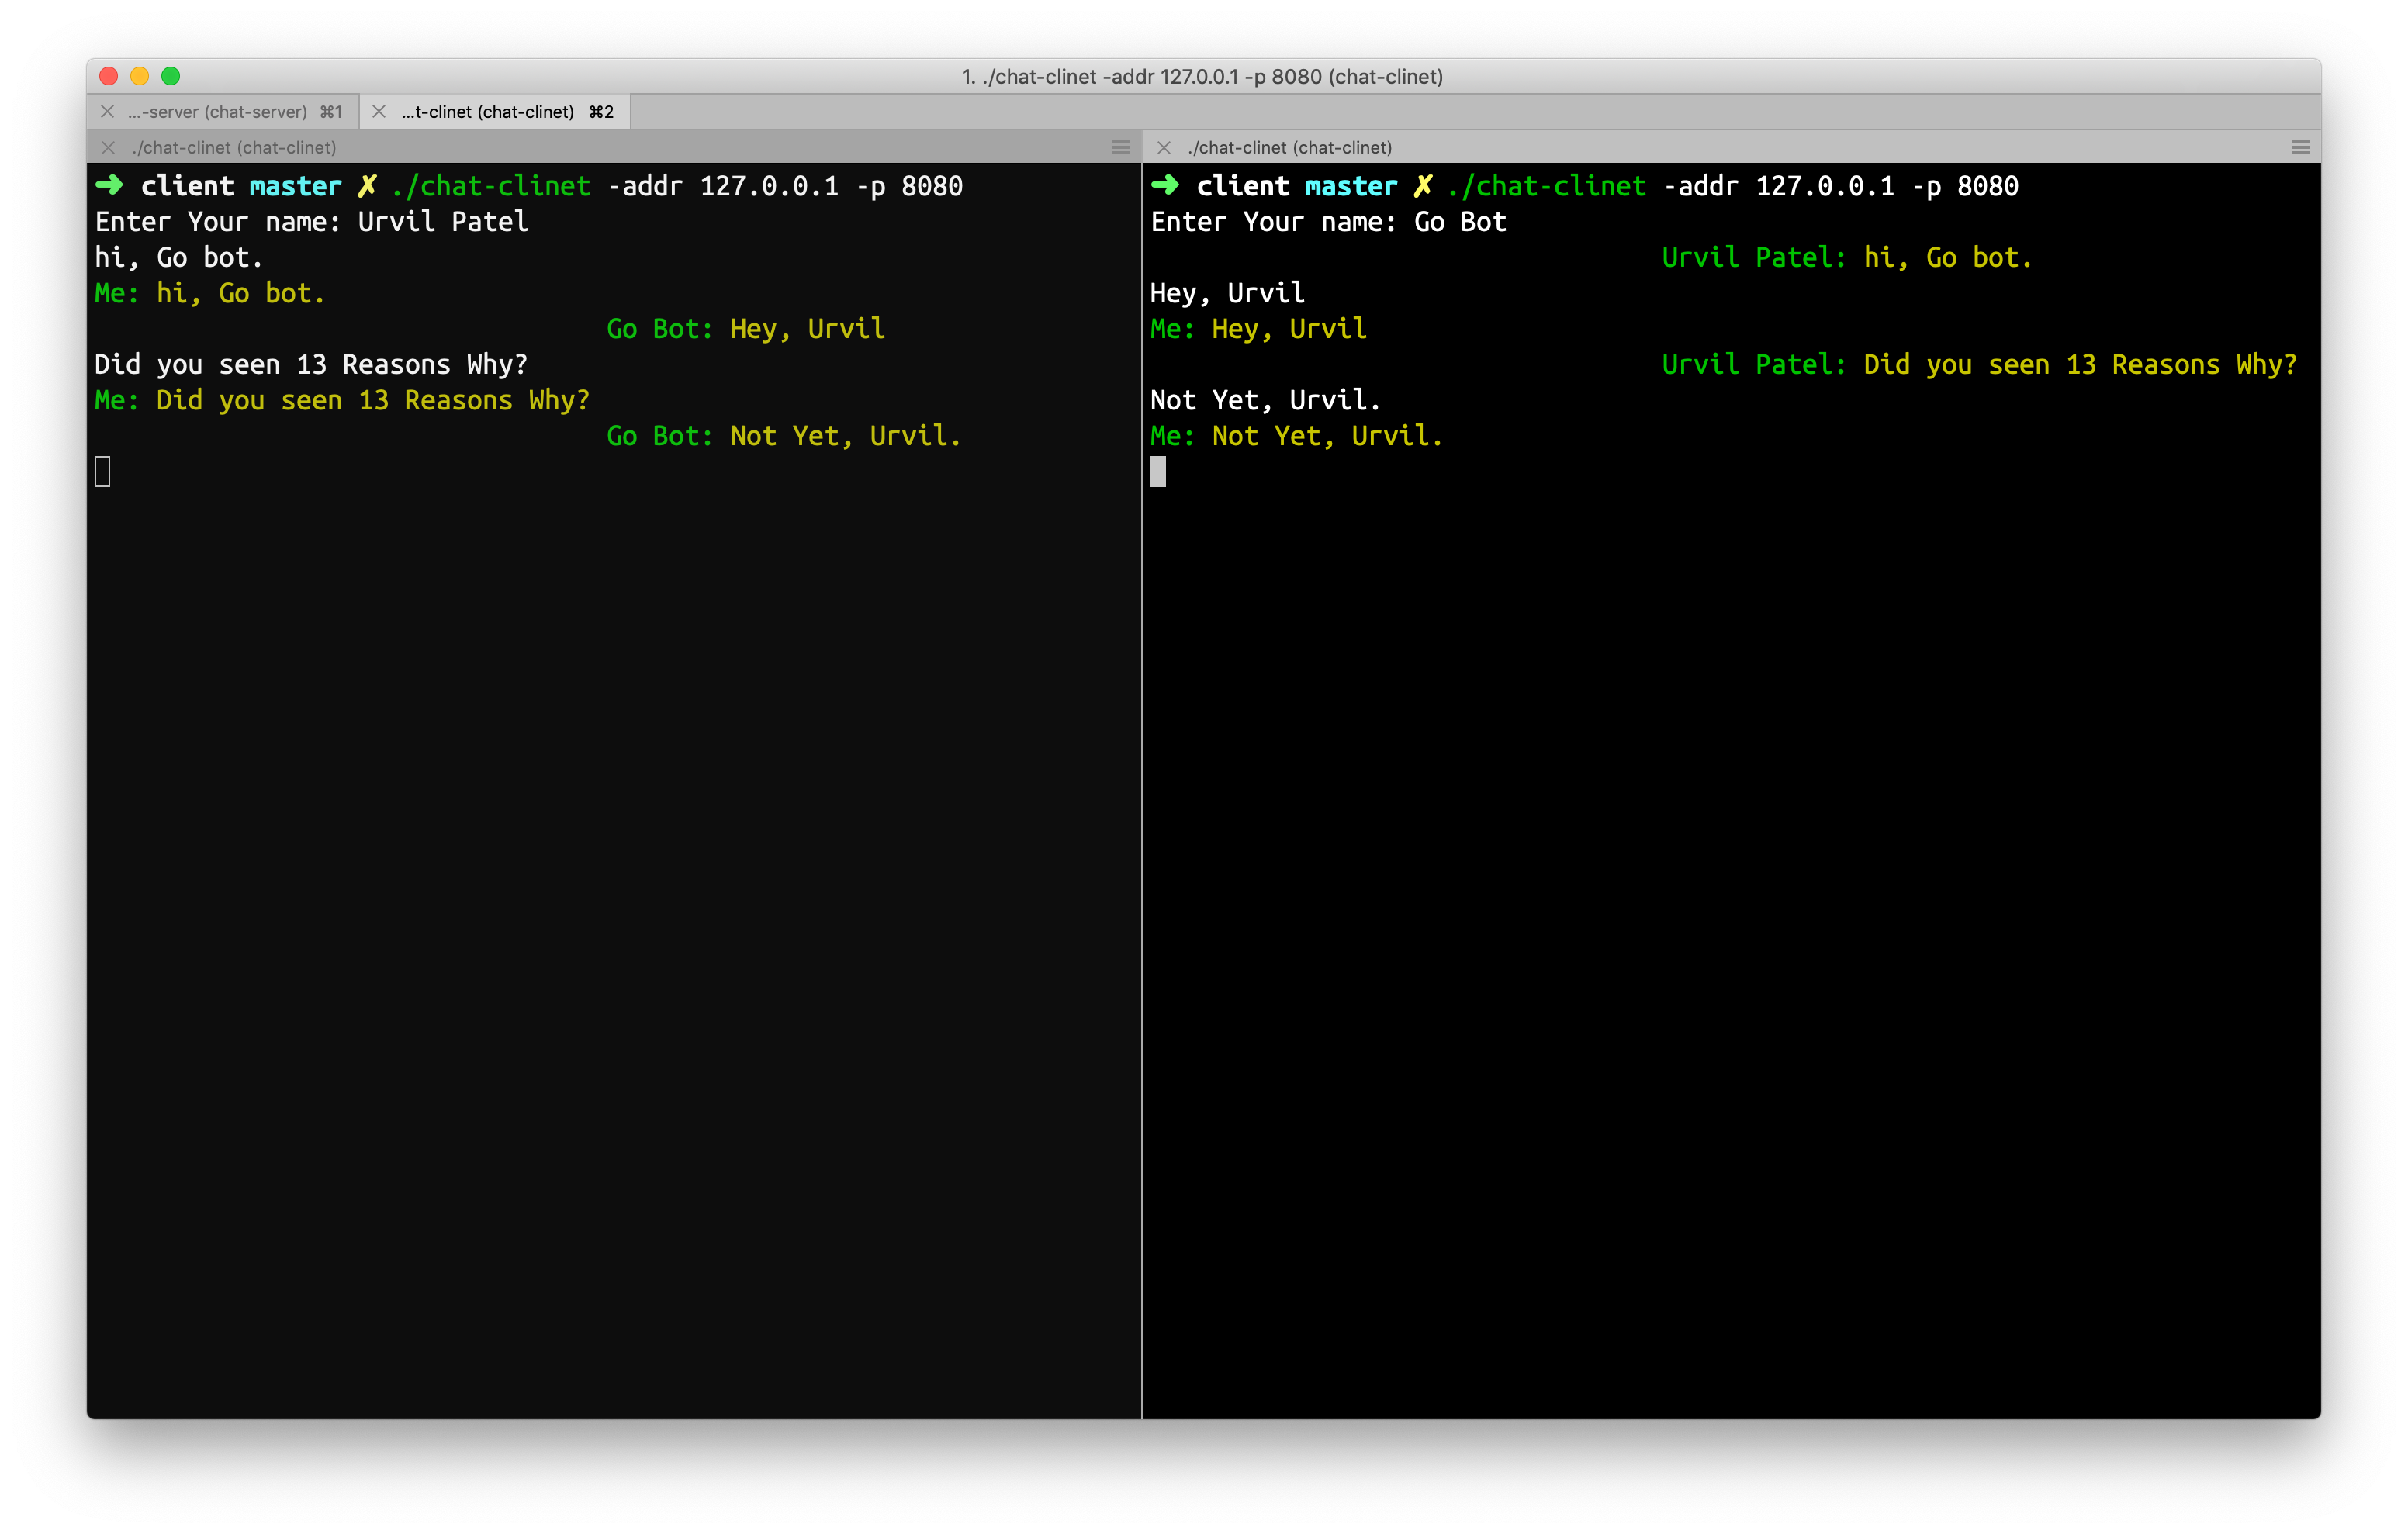 1. ./chat-clinet -addr 127.0.0.1 -p 8080 (chat-clinet)
...-server (chat-server) ⌘1
...t-clinet (chat-clinet) ⌘2
./chat-clinet (chat-clinet)
➜ client master ✗ ./chat-clinet -addr 127.0.0.1 -p 8080
Enter Your name: Urvil Patel
hi, Go bot.
Me: hi, Go bot.
Go Bot: Hey, Urvil
Did you seen 13 Reasons Why?
Me: Did you seen 13 Reasons Why?
Go Bot: Not Yet, Urvil.
./chat-clinet (chat-clinet)
➜ client master ✗ ./chat-clinet -addr 127.0.0.1 -p 8080
Enter Your name: Go Bot
Urvil Patel: hi, Go bot.
Hey, Urvil
Me: Hey, Urvil
Urvil Patel: Did you seen 13 Reasons Why?
Not Yet, Urvil.
Me: Not Yet, Urvil.